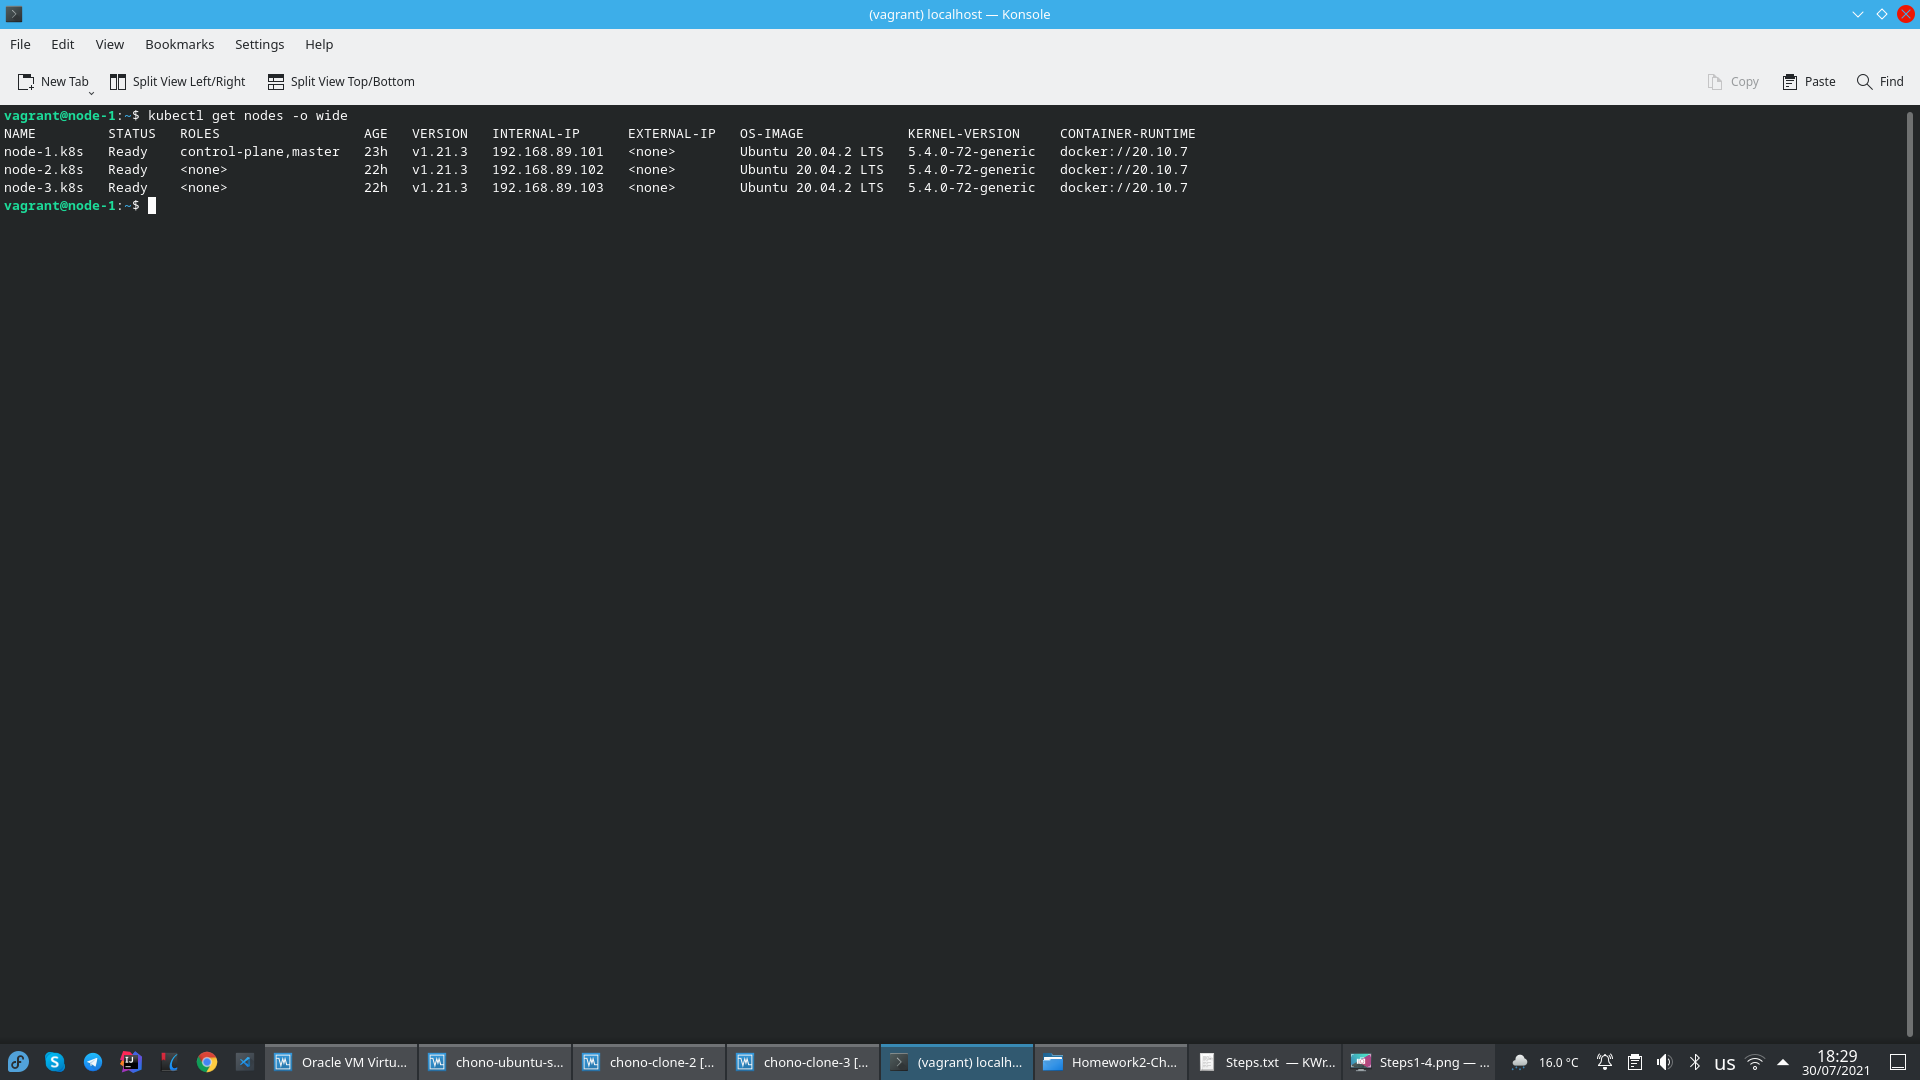 (vagrant) localhost — Konsole
File Edit View Bookmarks Settings Help
New Tab Split View Left/Right Split View Top/Bottom Copy Paste Find
vagrant@node-1:~$ kubectl get nodes -o wide
NAME STATUS ROLES AGE VERSION INTERNAL-IP EXTERNAL-IP OS-IMAGE KERNEL-VERSION CONTAINER-RUNTIME
node-1.k8s Ready control-plane,master 23h v1.21.3 192.168.89.101 <none> Ubuntu 20.04.2 LTS 5.4.0-72-generic docker://20.10.7
node-2.k8s Ready <none> 22h v1.21.3 192.168.89.102 <none> Ubuntu 20.04.2 LTS 5.4.0-72-generic docker://20.10.7
node-3.k8s Ready <none> 22h v1.21.3 192.168.89.103 <none> Ubuntu 20.04.2 LTS 5.4.0-72-generic docker://20.10.7
vagrant@node-1:~$
Oracle VM Virtu... chono-ubuntu-s... chono-clone-2 [... chono-clone-3 [... (vagrant) localh... Homework2-Ch... Steps.txt — KWr... Steps1-4.png — ... 16.0 °C us 18:29
30/07/2021